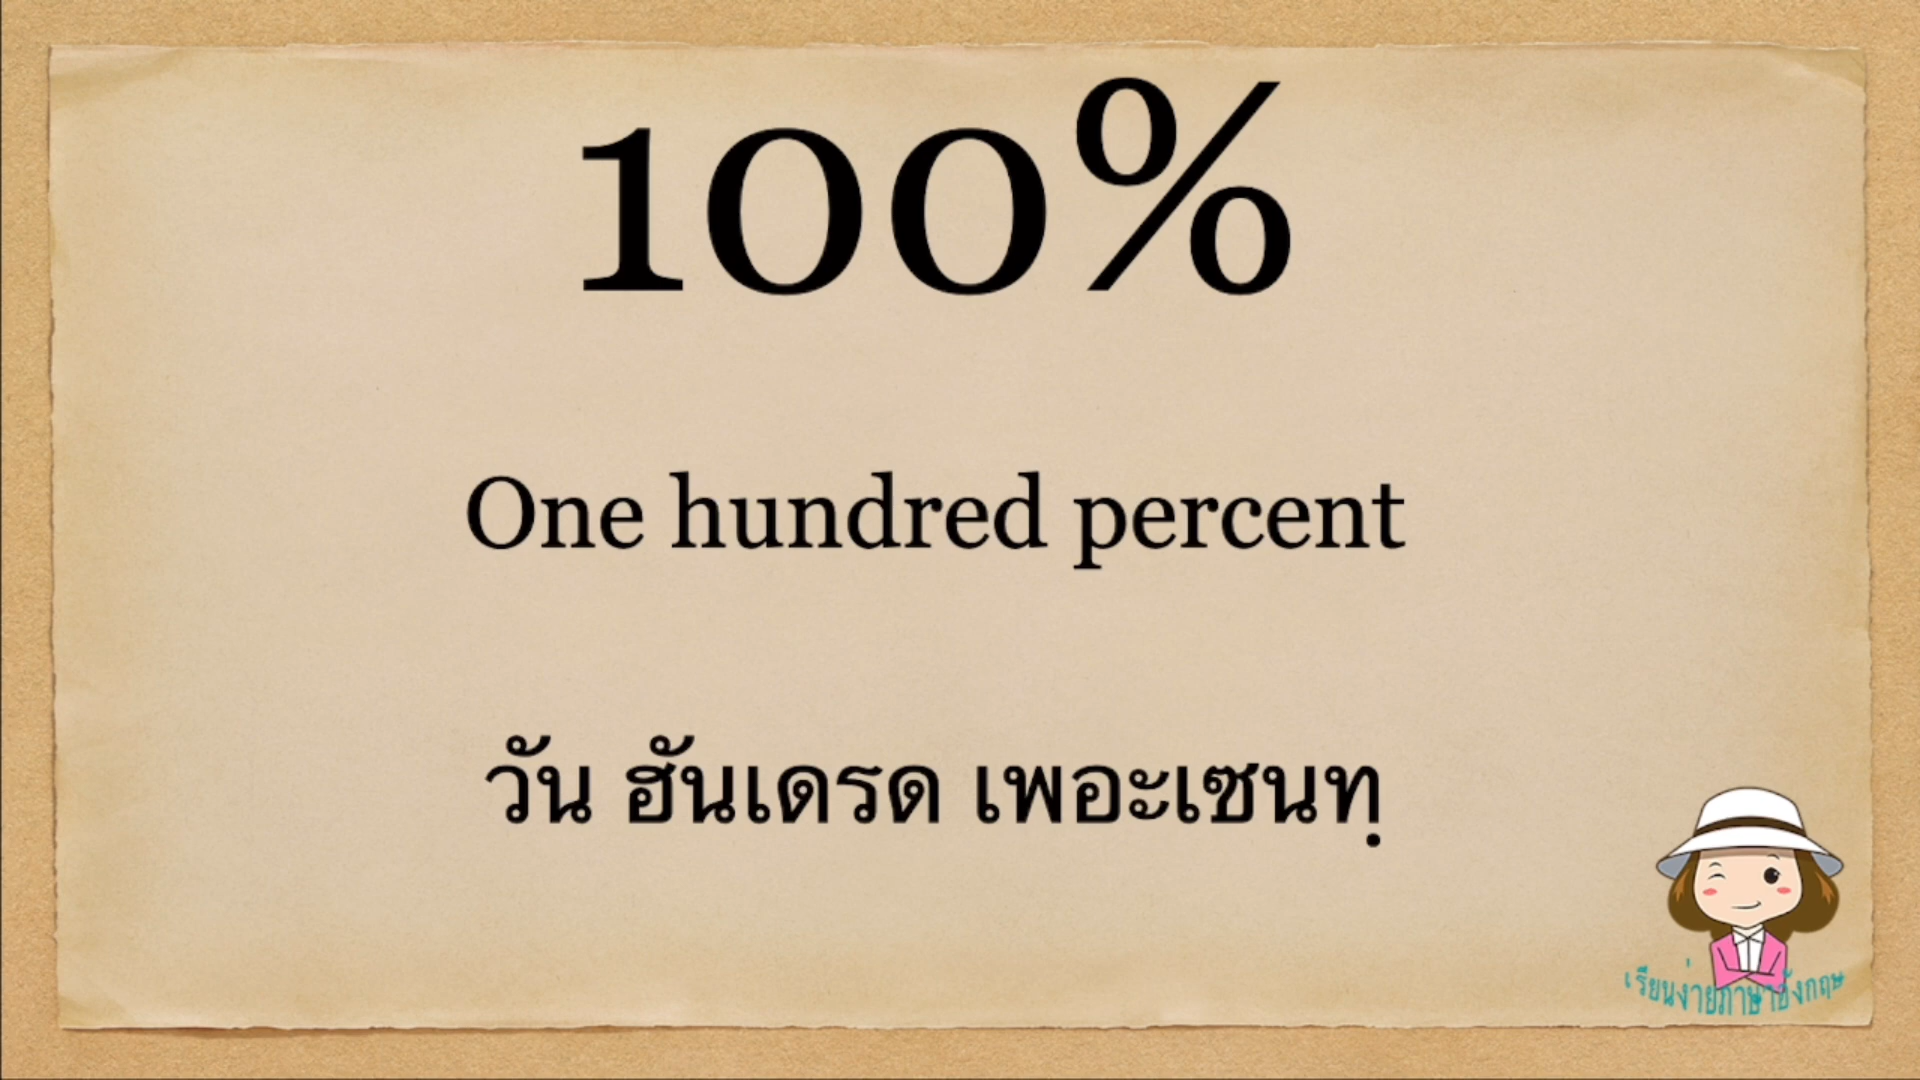 100%
One hundred percent
วัน ฮันเดรด เพอะเซนทฺ
เรียนง่ายภาษาอังกฤษ